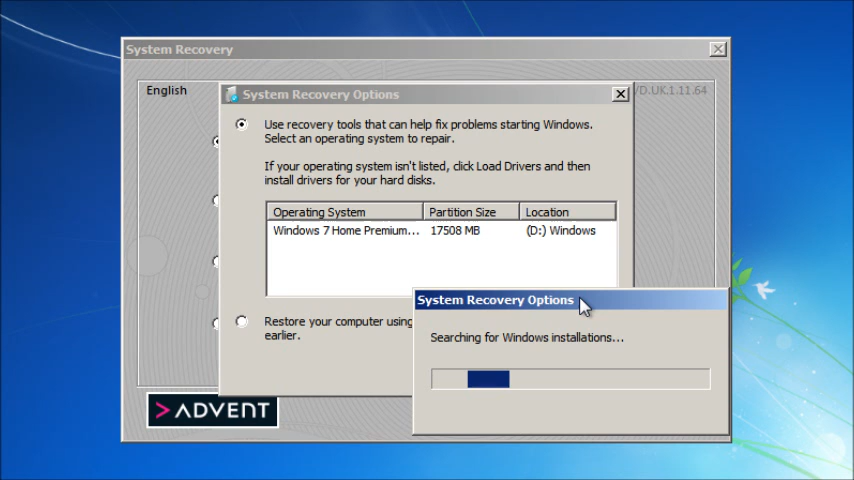 System Recovery
English
/D.UK.1.11.64
System Recovery Options
Use recovery tools that can help fix problems starting Windows.
Select an operating system to repair.
If your operating system isn't listed, click Load Drivers and then
install drivers for your hard disks.
Operating System Partition Size Location
Windows 7 Home Premium... 17508 MB (D:) Windows
Restore your computer using
earlier.
System Recovery Options
Searching for Windows installations...
>ADVENT